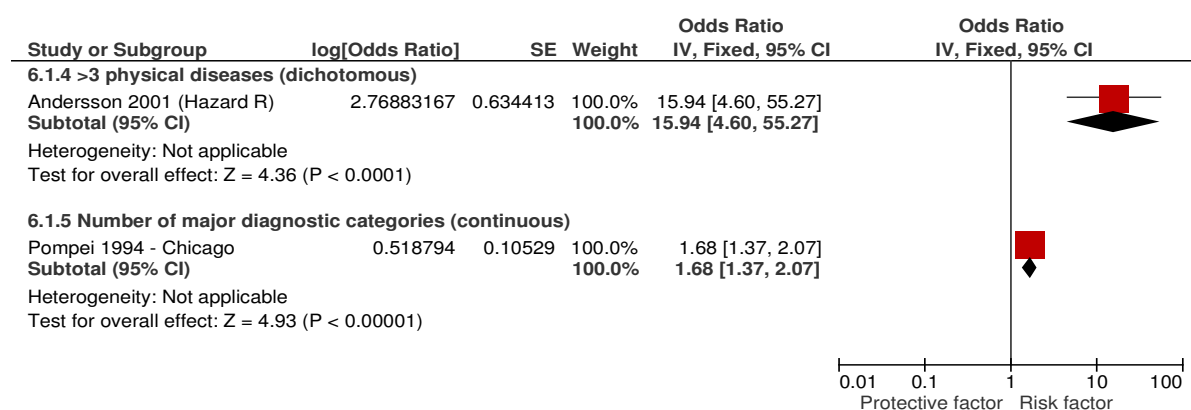 Odds Ratio Odds Ratio
Study or Subgroup log[Odds Ratio] SE Weight IV, Fixed, 95% CI IV, Fixed, 95% CI
6.1.4 >3 physical diseases (dichotomous)
Andersson 2001 (Hazard R) 2.76883167 0.634413 100.0% 15.94 [4.60, 55.27]
Subtotal (95% CI) 100.0% 15.94 [4.60, 55.27]
Heterogeneity: Not applicable
Test for overall effect: Z = 4.36 (P < 0.0001)
6.1.5 Number of major diagnostic categories (continuous)
Pompei 1994 - Chicago 0.518794 0.10529 100.0% 1.68 [1.37, 2.07]
Subtotal (95% CI) 100.0% 1.68 [1.37, 2.07]
Heterogeneity: Not applicable
Test for overall effect: Z = 4.93 (P < 0.00001)
0.01 0.1 1 10 100
Protective factor Risk factor